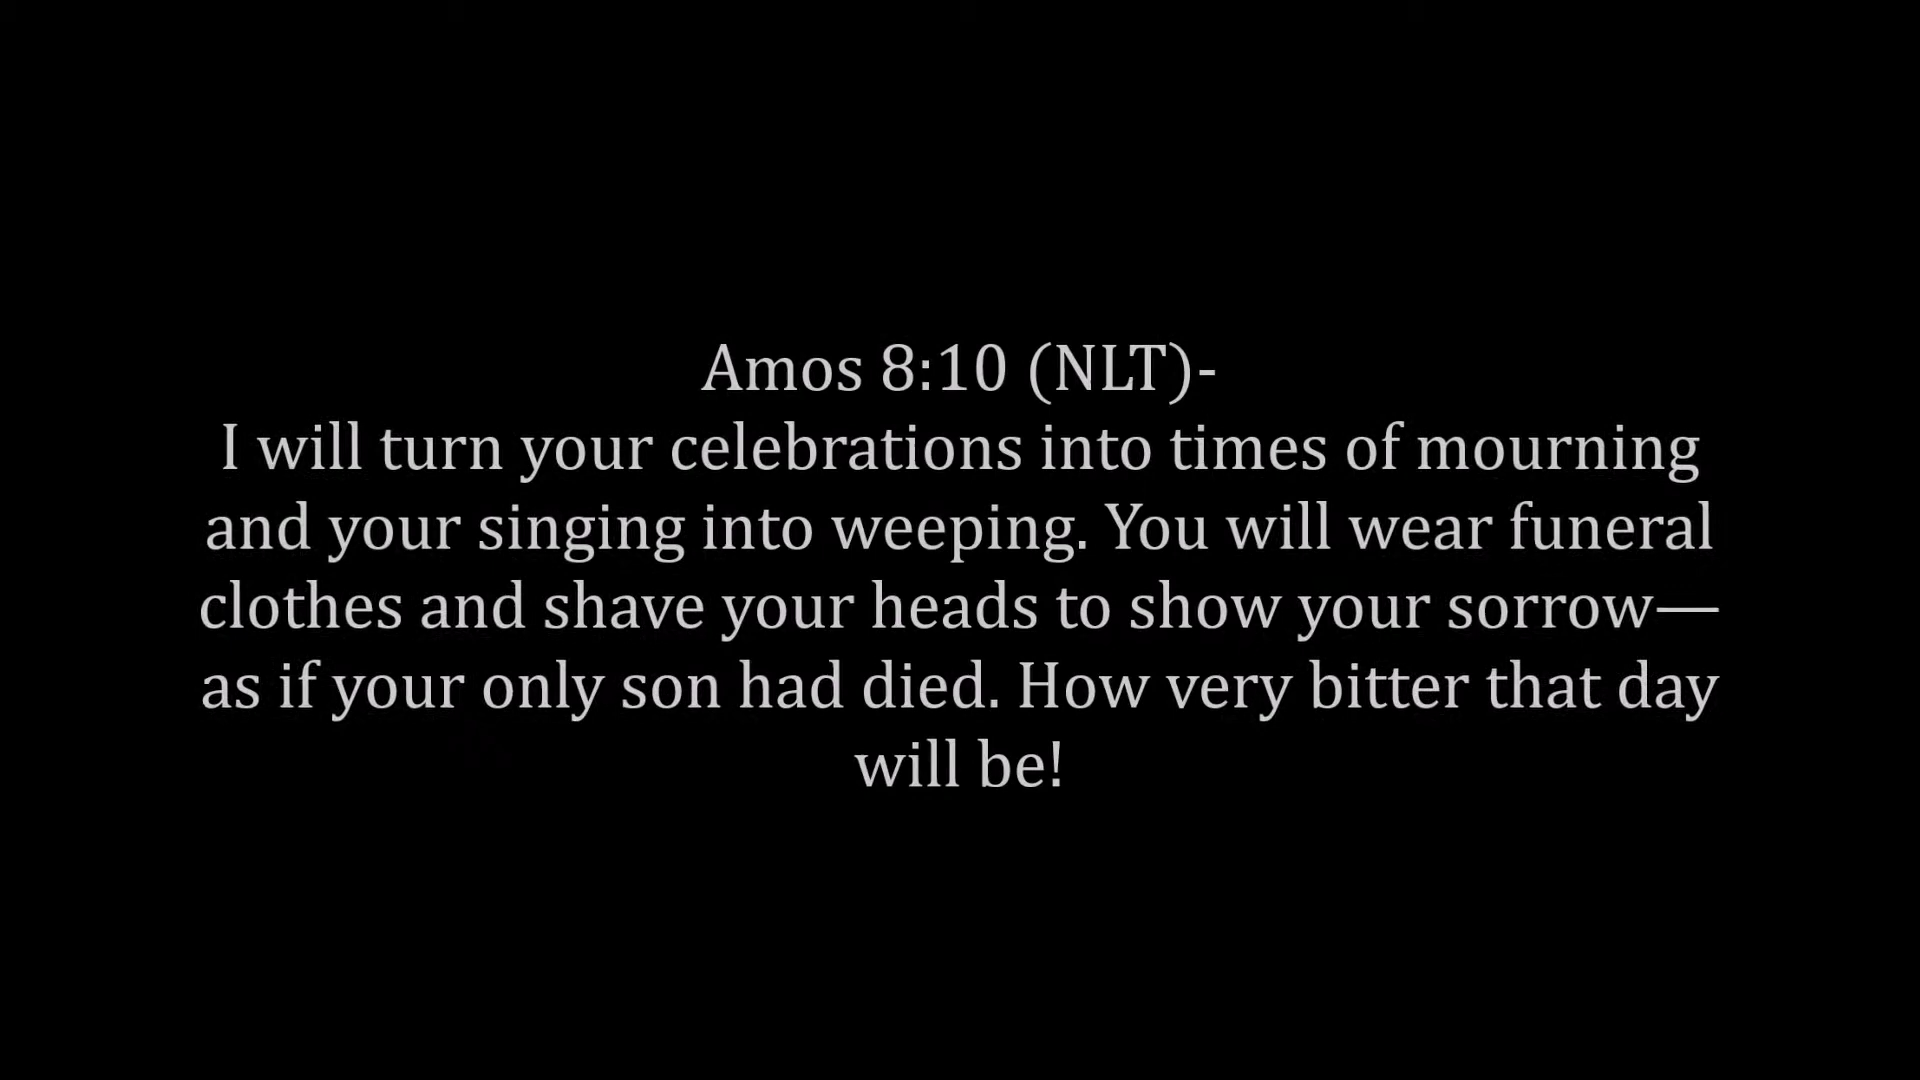 Amos 8:10 (NLT)-
I will turn your celebrations into times of mourning
and your singing into weeping. You will wear funeral
clothes and shave your heads to show your sorrow—
as if your only son had died. How very bitter that day
will be!